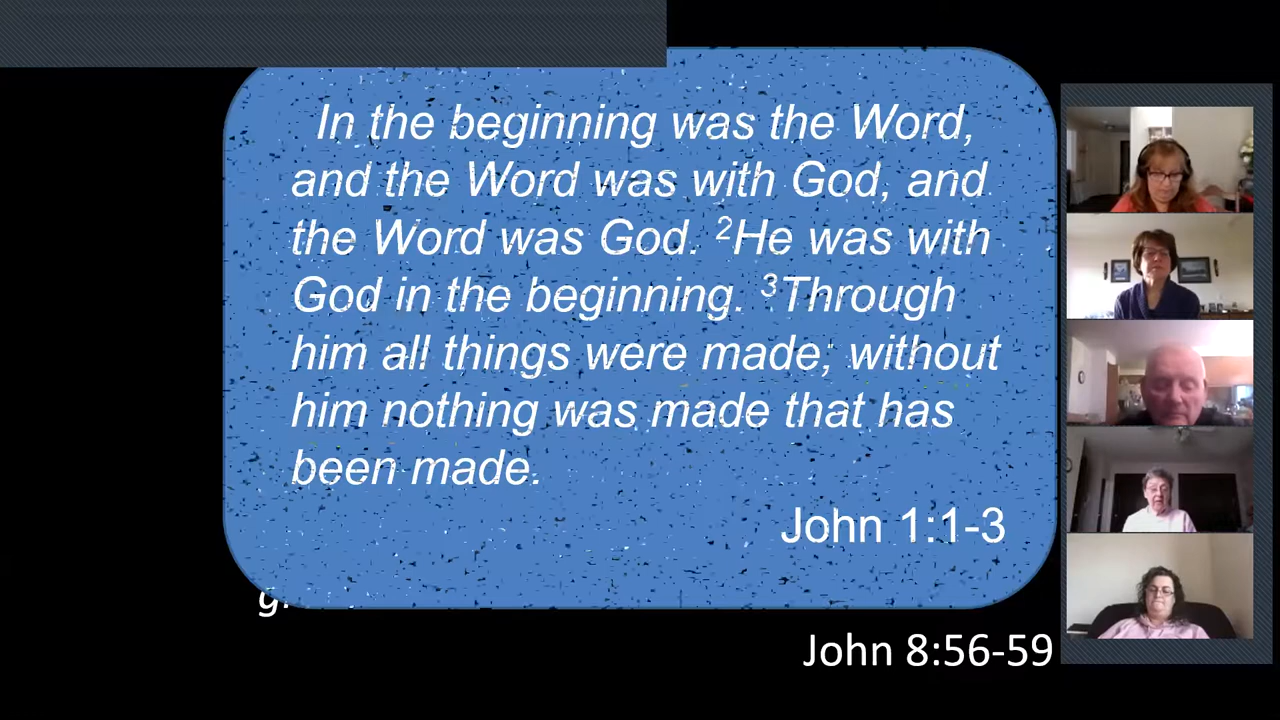 In the beginning was the Word,
and the Word was with God, and
the Word was God. ²He was with
God in the beginning. ³Through
him all things were made; without
him nothing was made that has
been made.
John 1:1-3
John 8:56-59